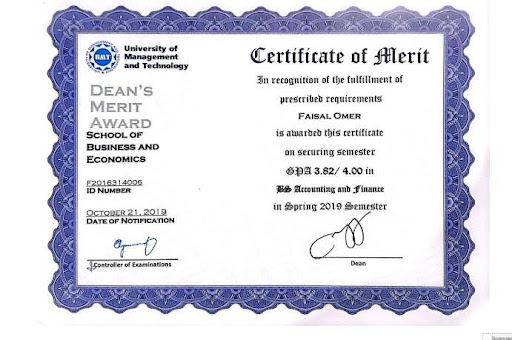 UMT
University of
Management
and Technology
DEAN'S
MERIT
AWARD
SCHOOL OF
BUSINESS AND
ECONOMICS
F2016314006
ID NUMBER
OCTOBER 21, 2019
DATE OF NOTIFICATION
Controller of Examinations
Certificate of Merit
In recognition of the fulfillment of
prescribed requirements
FAISAL OMER
is awarded this certificate
on securing semester
GPA 3.82/ 4.00 in
BS Accounting and Finance
in Spring 2019 Semester
Dean